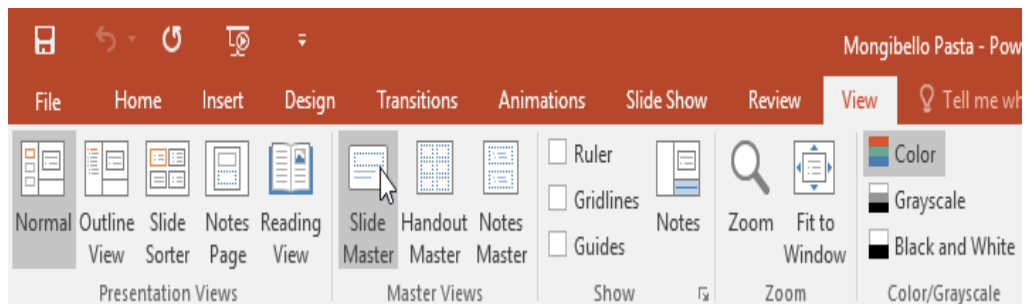 Mongibello Pasta - Pow
File Home Insert Design Transitions Animations Slide Show Review View Tell me wh
Normal Outline View Slide Sorter Notes Page Reading View Slide Master Handout Master Notes Master Ruler Gridlines Guides Notes Zoom Fit to Window Color Grayscale Black and White
Presentation Views Master Views Show Zoom Color/Grayscale